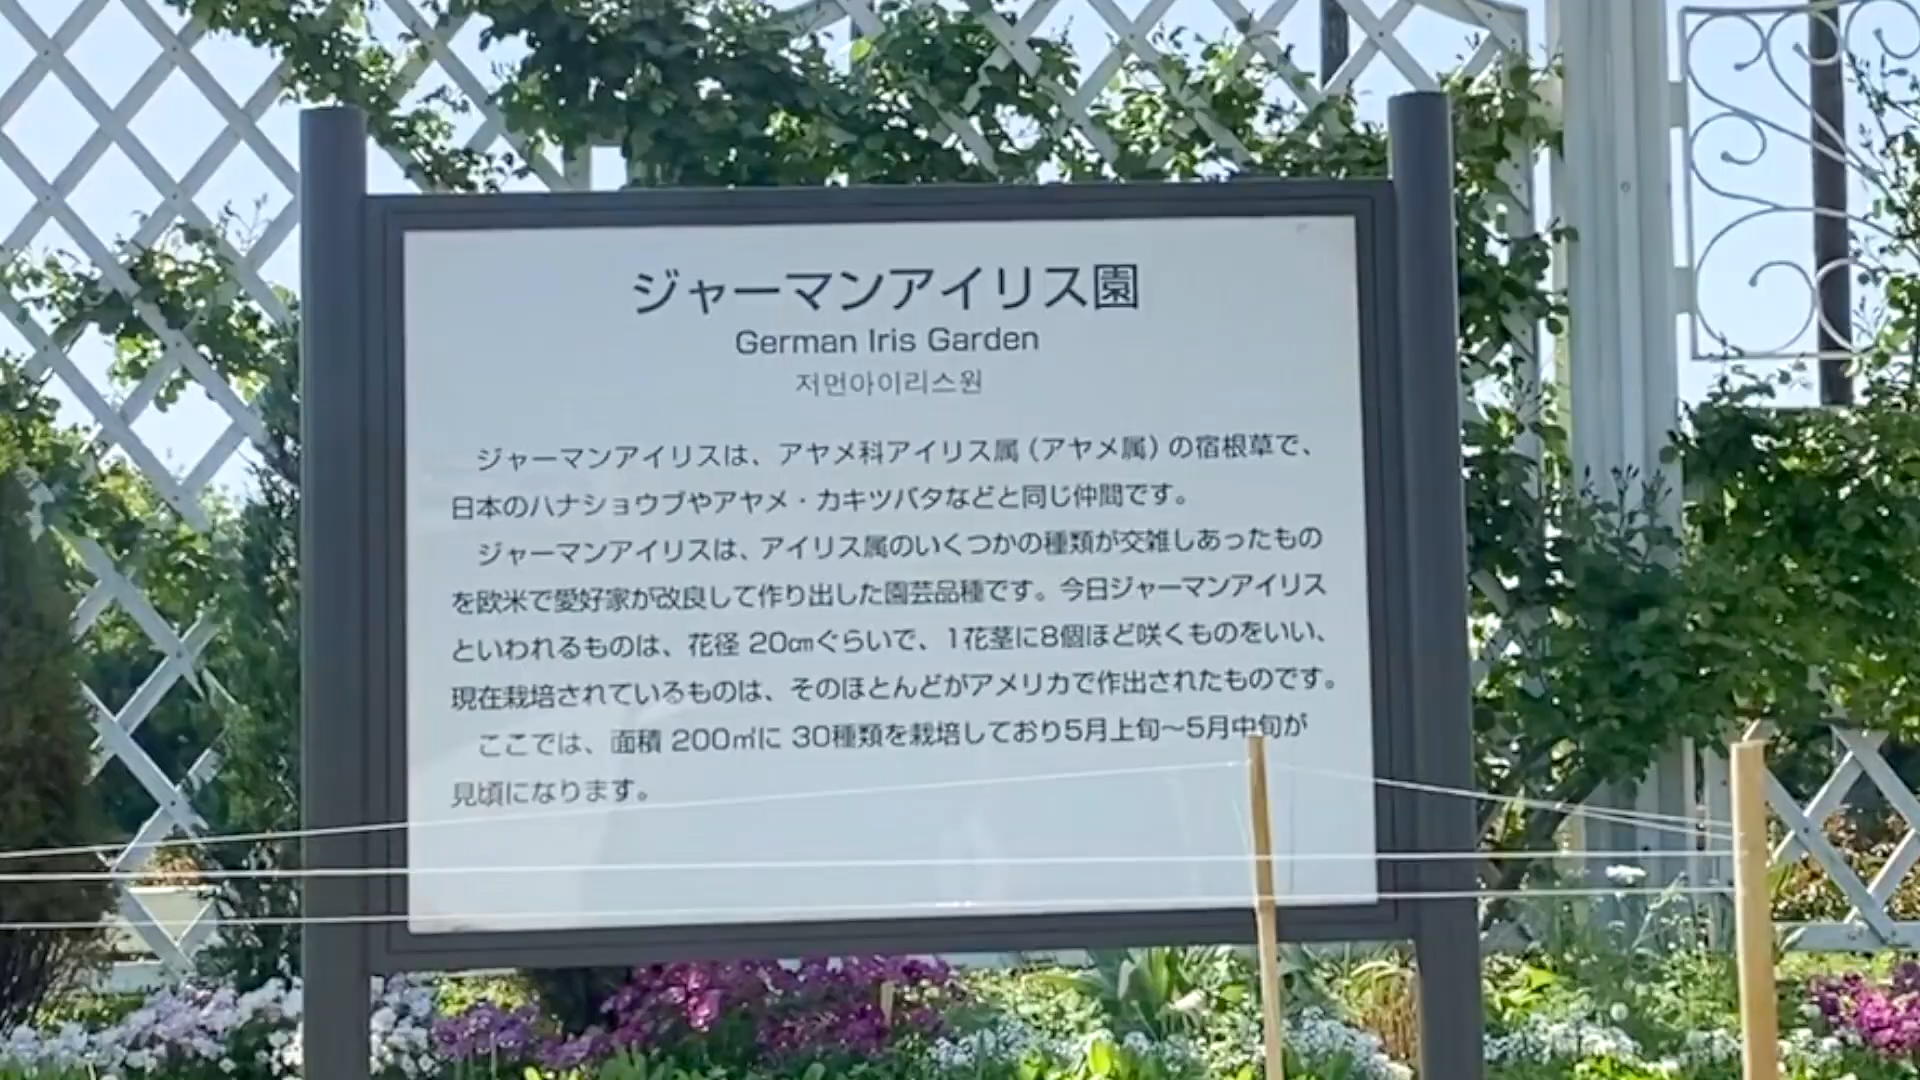 ジャーマンアイリス園
German Iris Garden
저먼아이리스원
ジャーマンアイリスは、アヤメ科アイリス属（アヤメ属）の宿根草で、
日本のハナショウブやアヤメ・カキツバタなどと同じ仲間です。
ジャーマンアイリスは、アイリス属のいくつかの種類が交雑しあったもの
を欧米で愛好家が改良して作り出した園芸品種です。今日ジャーマンアイリス
といわれるものは、花径 20㎝ぐらいで、1花茎に8個ほど咲くものをいい、
現在栽培されているものは、そのほとんどがアメリカで作出されたものです。
ここでは、面積 200㎡に 30種類を栽培しており5月上旬～5月中旬が
見頃になります。